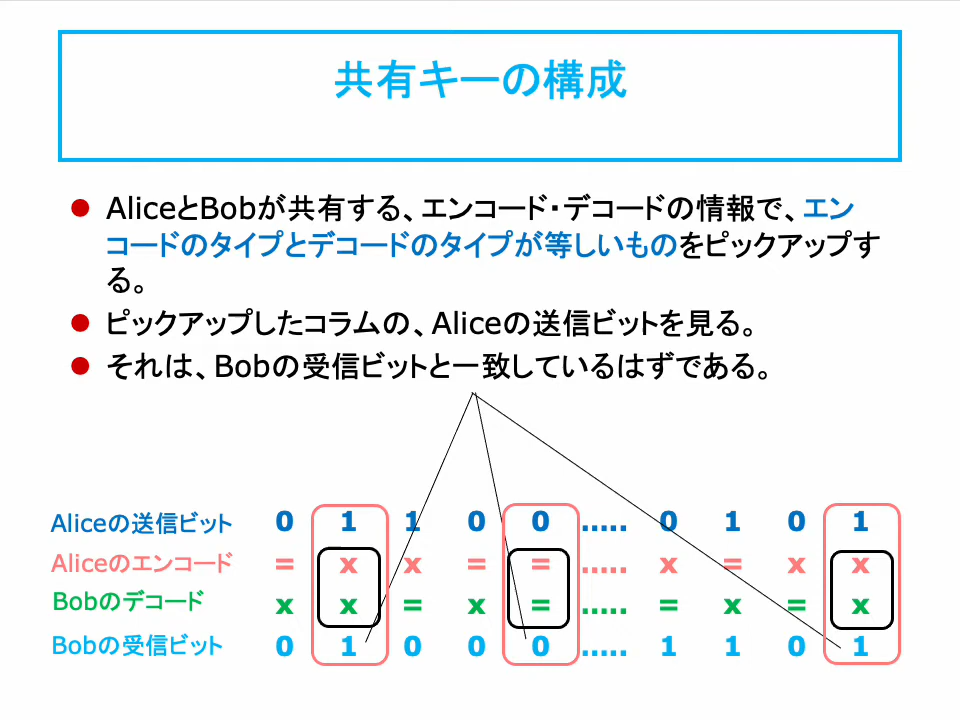 共有キーの構成
● AliceとBobが共有する、エンコード・デコードの情報で、エン
コードのタイプとデコードのタイプが等しいものをピックアップす
る。
● ピックアップしたコラムの、Aliceの送信ビットを見る。
● それは、Bobの受信ビットと一致しているはずである。
Aliceの送信ビット 0 1 1 0 0 ..... 0 1 0 1
Aliceのエンコード = x x = = ..... x = x x
Bobのデコード x x = x = ..... = x = x
Bobの受信ビット 0 1 0 0 0 ..... 1 1 0 1